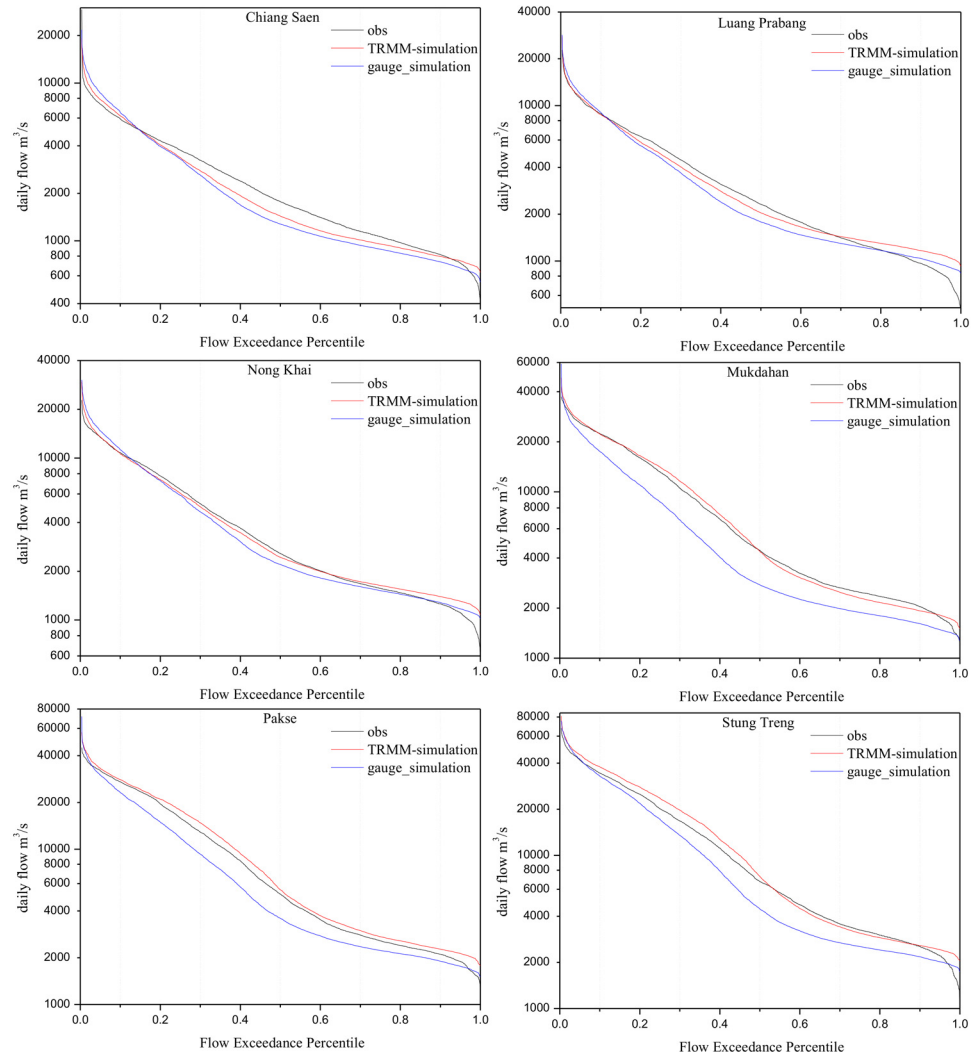 Chiang Saen
obs
TRMM-simulation
gauge_simulation
daily flow m³/s
20000
10000
8000
6000
4000
2000
1000
800
600
400
0.0 0.2 0.4 0.6 0.8 1.0
Flow Exceedance Percentile
Luang Prabang
obs
TRMM-simulation
gauge_simulation
daily flow m³/s
40000
20000
10000
8000
6000
4000
2000
1000
800
600
0.0 0.2 0.4 0.6 0.8 1.0
Flow Exceedance Percentile
Nong Khai
obs
TRMM-simulation
gauge_simulation
daily flow m³/s
40000
20000
10000
8000
6000
4000
2000
1000
800
600
0.0 0.2 0.4 0.6 0.8 1.0
Flow Exceedance Percentile
Mukdahan
obs
TRMM-simulation
gauge_simulation
daily flow m³/s
60000
40000
20000
10000
8000
6000
4000
2000
1000
0.0 0.2 0.4 0.6 0.8 1.0
Flow Exceedance Percentile
Pakse
obs
TRMM-simulation
gauge_simulation
daily flow m³/s
80000
60000
40000
20000
10000
8000
6000
4000
2000
1000
0.0 0.2 0.4 0.6 0.8 1.0
Flow Exceedance Percentile
Stung Treng
obs
TRMM-simulation
gauge_simulation
daily flow m³/s
80000
60000
40000
20000
10000
8000
6000
4000
2000
1000
0.0 0.2 0.4 0.6 0.8 1.0
Flow Exceedance Percentile